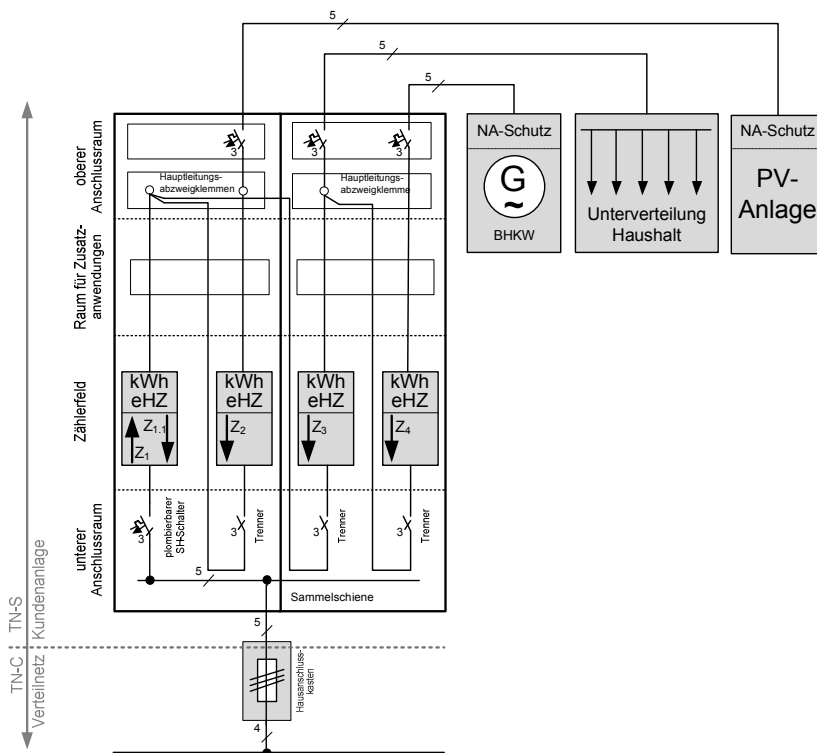 5
5
5
oberer
Anschlussraum
3
3
3
Hauptleitungs-
abzweigklemmen
Hauptleitungs-
abzweigklemme
NA-Schutz
G
~
BHKW
Unterverteilung
Haushalt
NA-Schutz
PV-
Anlage
Raum für Zusatz-
anwendungen
Zählerfeld
kWh
eHZ
Z1.1
Z1
kWh
eHZ
Z2
kWh
eHZ
Z3
kWh
eHZ
Z4
unterer
Anschlussraum
3
plombierbarer
SH-Schalter
3
Trenner
3
Trenner
3
Trenner
5
Sammelschiene
5
TN-S
Kundenanlage
TN-C
Verteilnetz
Hausanschluss-
kasten
4